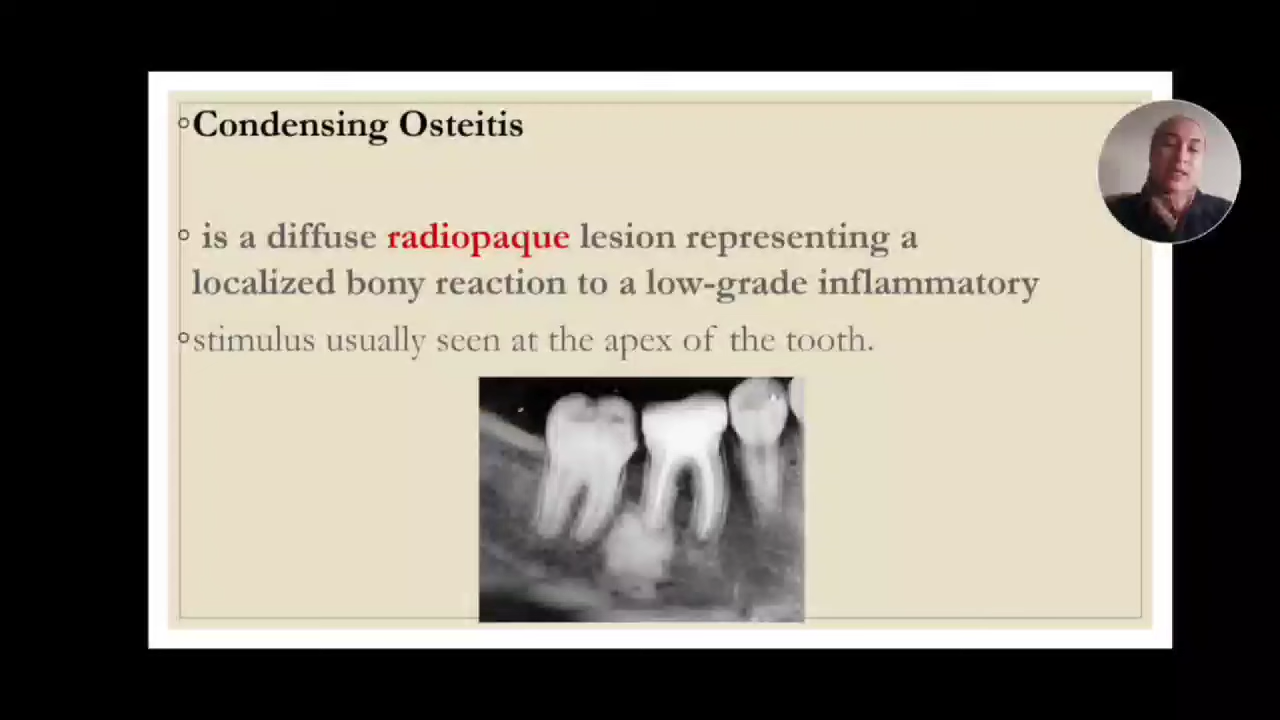 Condensing Osteitis
is a diffuse radiopaque lesion representing a
localized bony reaction to a low-grade inflammatory
stimulus usually seen at the apex of the tooth.